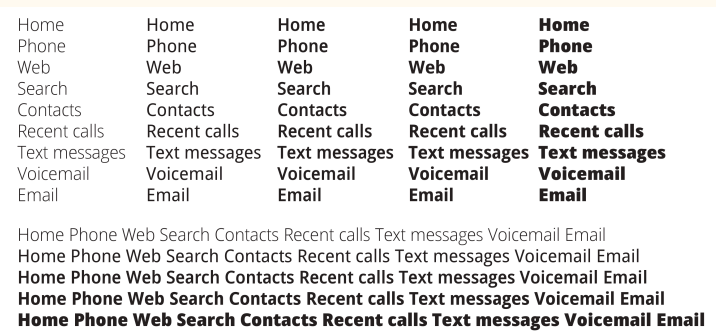 Home Home Home Home Home
Phone Phone Phone Phone Phone
Web Web Web Web Web
Search Search Search Search Search
Contacts Contacts Contacts Contacts Contacts
Recent calls Recent calls Recent calls Recent calls Recent calls
Text messages Text messages Text messages Text messages Text messages
Voicemail Voicemail Voicemail Voicemail Voicemail
Email Email Email Email Email
Home Phone Web Search Contacts Recent calls Text messages Voicemail Email
Home Phone Web Search Contacts Recent calls Text messages Voicemail Email
Home Phone Web Search Contacts Recent calls Text messages Voicemail Email
Home Phone Web Search Contacts Recent calls Text messages Voicemail Email
Home Phone Web Search Contacts Recent calls Text messages Voicemail Email